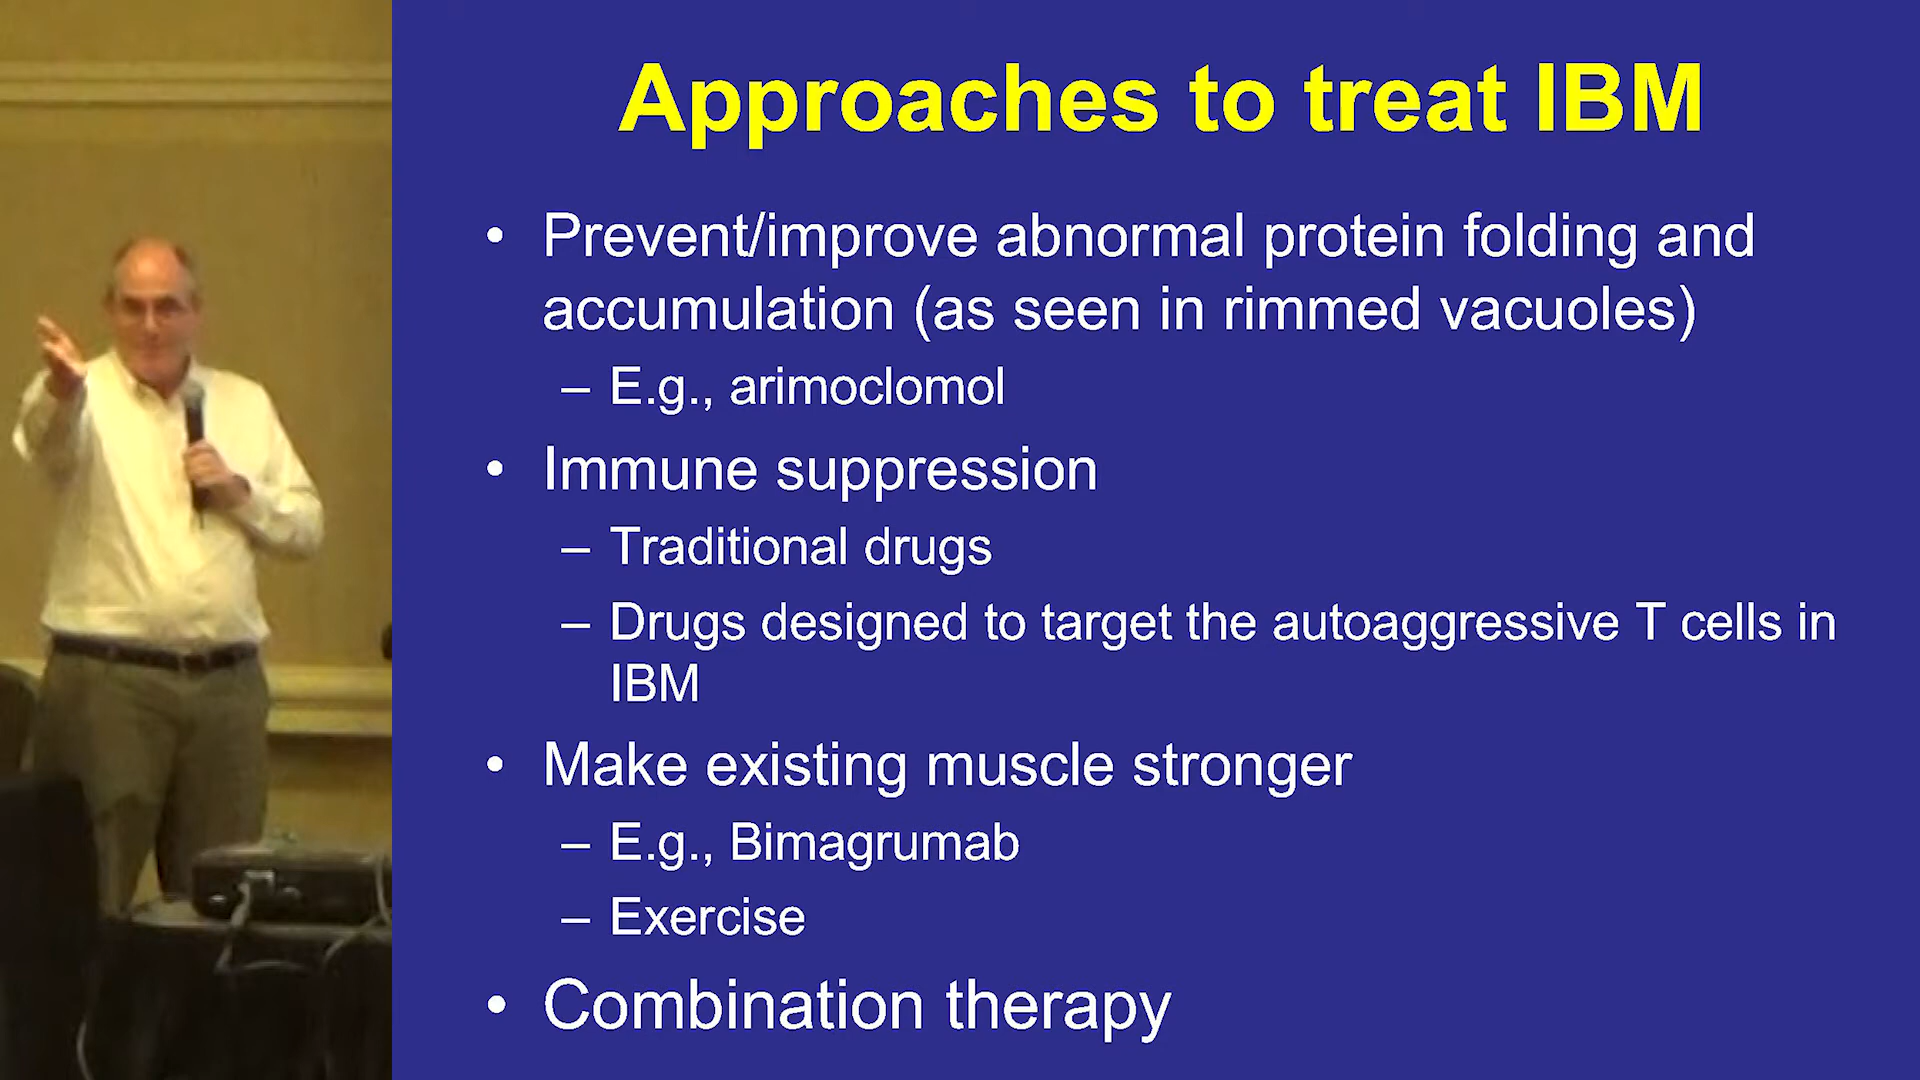 Approaches to treat IBM
• Prevent/improve abnormal protein folding and
accumulation (as seen in rimmed vacuoles)
– E.g., arimoclomol
• Immune suppression
– Traditional drugs
– Drugs designed to target the autoaggressive T cells in
IBM
• Make existing muscle stronger
– E.g., Bimagrumab
– Exercise
• Combination therapy